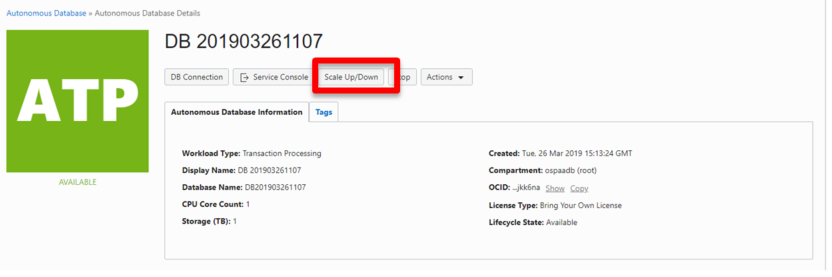 Autonomous Database » Autonomous Database Details
ATP
AVAILABLE
DB 201903261107
DB Connection Service Console Scale Up/Down Actions
Autonomous Database Information Tags
Workload Type: Transaction Processing
Display Name: DB 201903261107
Database Name: DB201903261107
CPU Core Count: 1
Storage (TB): 1
Created: Tue, 26 Mar 2019 15:13:24 GMT
Compartment: ospaadb (root)
OCID: ...jkk6na Show Copy
License Type: Bring Your Own License
Lifecycle State: Available